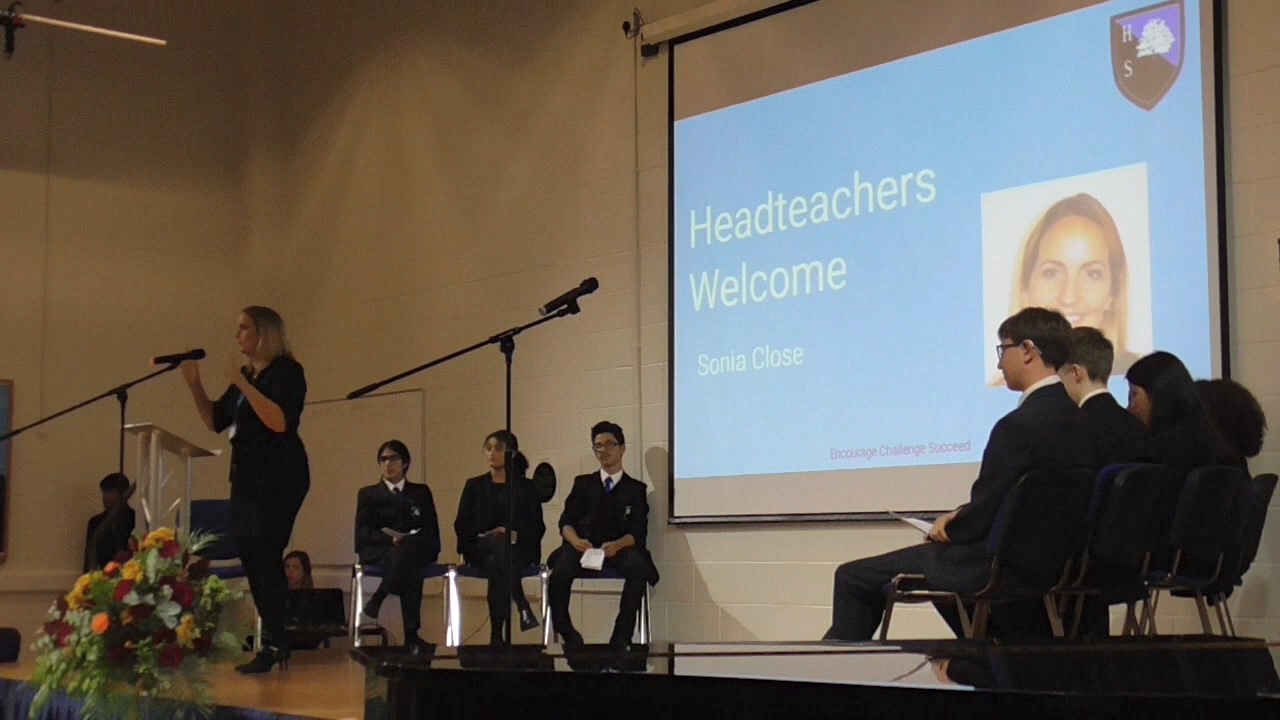 Headteachers
Welcome
Sonia Close
Encourage Challenge Succeed
H
S